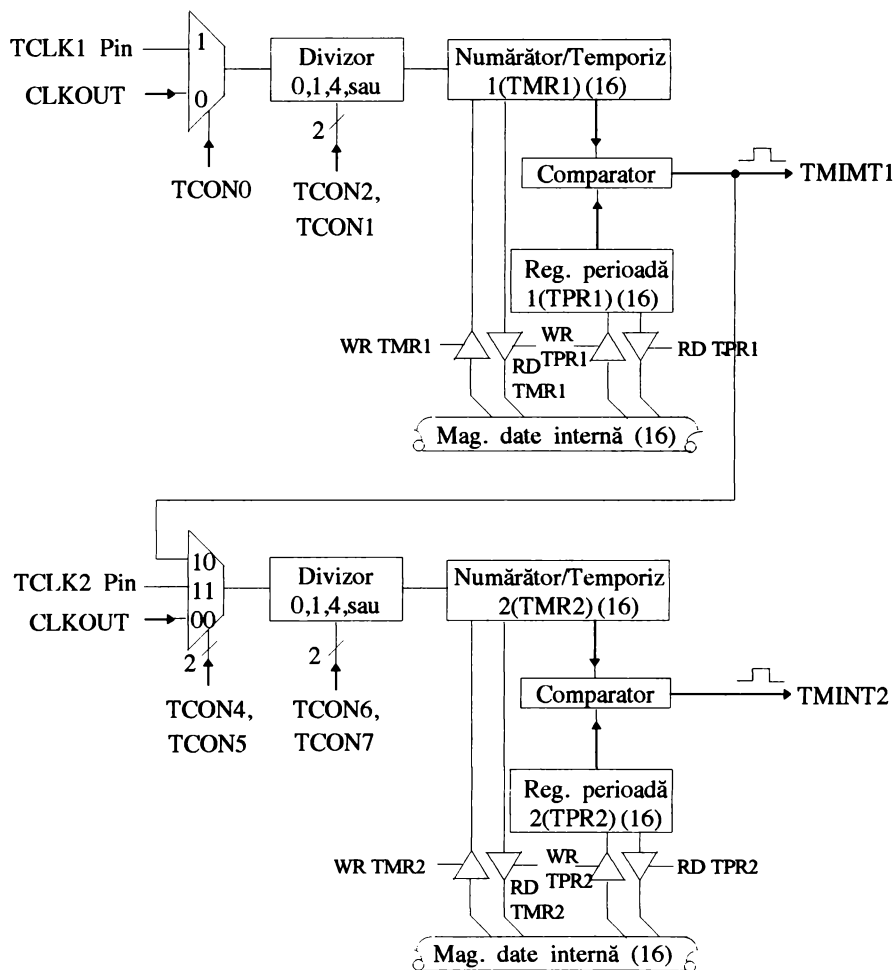 TCLK1 Pin
1
CLKOUT
0
TCON0
Divizor
0,1,4,sau
2
TCON2,
TCON1
Numărător/Temporiz
1(TMR1)(16)
Comparator
TMIMT1
Reg. perioadă
1(TPR1)(16)
WR TMR1
RD
TMR1
WR
TPR1
RD TPR1
Mag. date internă (16)
10
TCLK2 Pin
11
CLKOUT
00
2
TCON4,
TCON5
Divizor
0,1,4,sau
2
TCON6,
TCON7
Numărător/Temporiz
2(TMR2)(16)
Comparator
TMINT2
Reg. perioadă
2(TPR2)(16)
WR TMR2
RD
TMR2
WR
TPR2
RD TPR2
Mag. date internă (16)